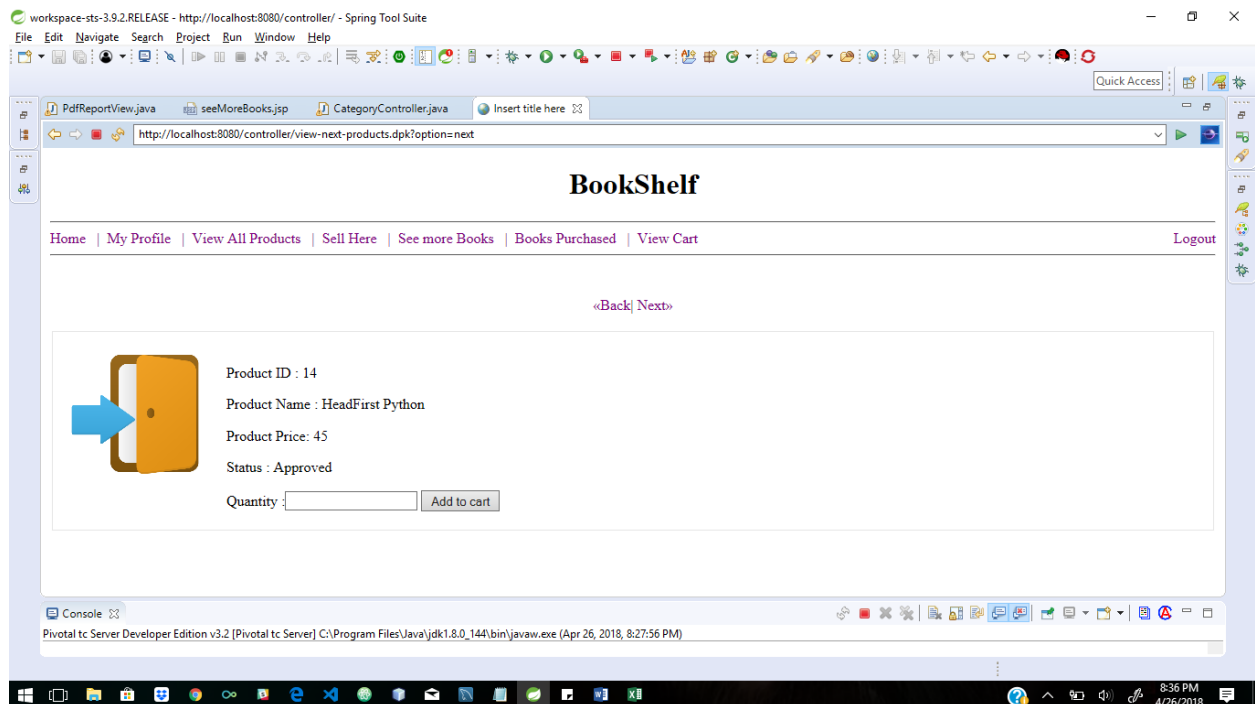 workspace-sts-3.9.2.RELEASE - http://localhost:8080/controller/ - Spring Tool Suite
File Edit Navigate Search Project Run Window Help
Quick Access
PdfReportView.java seeMoreBooks.jsp CategoryController.java Insert title here
http://localhost:8080/controller/view-next-products.dpk?option=next
BookShelf
Home | My Profile | View All Products | Sell Here | See more Books | Books Purchased | View Cart Logout
«Back| Next»
Product ID : 14
Product Name : HeadFirst Python
Product Price: 45
Status : Approved
Quantity : Add to cart
Console
Pivotal tc Server Developer Edition v3.2 [Pivotal tc Server] C:\Program Files\Java\jdk1.8.0_144\bin\javaw.exe (Apr 26, 2018, 8:27:56 PM)
8:36 PM
4/26/2018